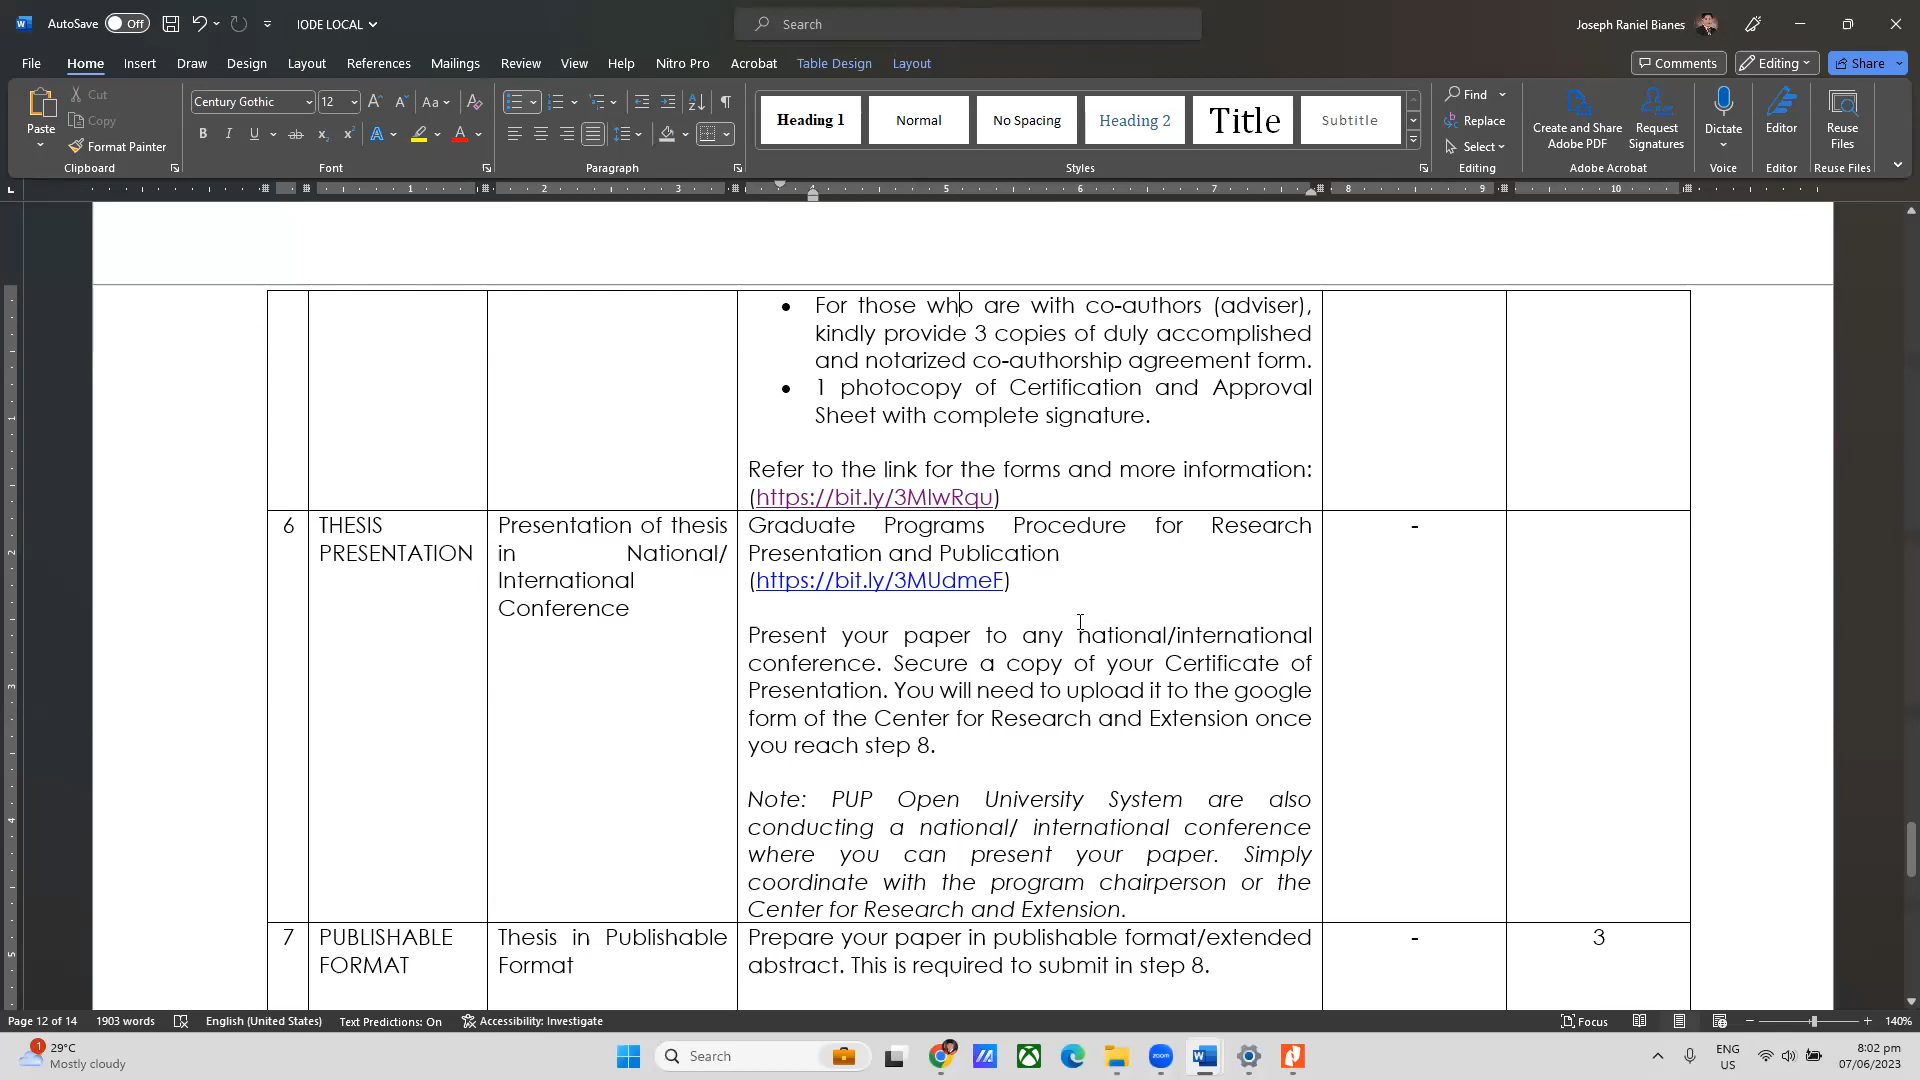 AutoSave Off IODE LOCAL Search Joseph Raniel Bianes
File Home Insert Draw Design Layout References Mailings Review View Help Nitro Pro Acrobat Table Design Layout Comments Editing Share
Paste Cut Copy Format Painter
Century Gothic 12
Heading 1 Normal No Spacing Heading 2 Title Subtitle
Find Replace Select
Create and Share Adobe PDF Request Signatures Dictate Editor Reuse Files
Clipboard Font Paragraph Styles Editing Adobe Acrobat Voice Editor Reuse Files
1 2 3 4 5 6 7 8 9 10
• For those who are with co-authors (adviser),
kindly provide 3 copies of duly accomplished
and notarized co-authorship agreement form.
• 1 photocopy of Certification and Approval
Sheet with complete signature.
Refer to the link for the forms and more information:
(https://bit.ly/3MlwRqu)
6 THESIS PRESENTATION
Presentation of thesis
in National/
International
Conference
Graduate Programs Procedure for Research
Presentation and Publication
(https://bit.ly/3MUdmeF)
Present your paper to any national/international
conference. Secure a copy of your Certificate of
Presentation. You will need to upload it to the google
form of the Center for Research and Extension once
you reach step 8.
Note: PUP Open University System are also
conducting a national/ international conference
where you can present your paper. Simply
coordinate with the program chairperson or the
Center for Research and Extension.
-
7 PUBLISHABLE FORMAT
Thesis in Publishable
Format
Prepare your paper in publishable format/extended
abstract. This is required to submit in step 8.
- 3
Page 12 of 14 1903 words English (United States) Text Predictions: On Accessibility: Investigate Focus 140%
1 29°C
Mostly cloudy
Search
zoom
ENG
US
8:02 pm
07/06/2023